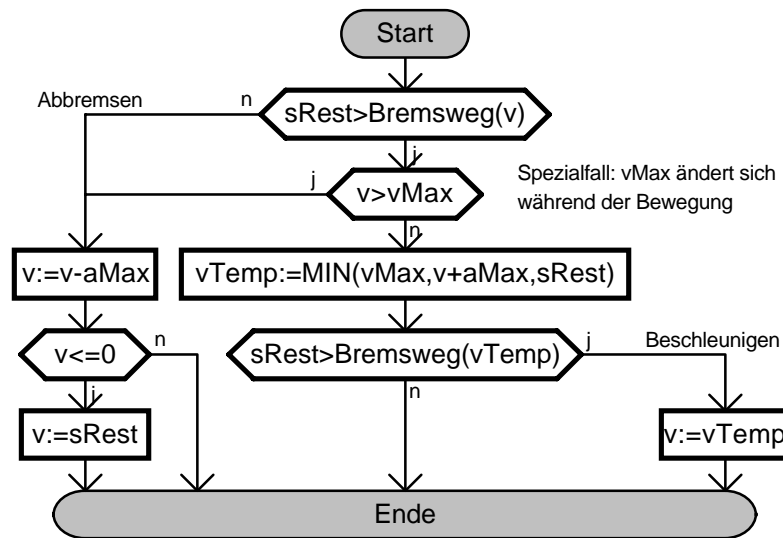 Start
Abbremsen
n
sRest>Bremsweg(v)
j
j
v>vMax
Spezialfall: vMax ändert sich
während der Bewegung
n
v:=v-aMax
vTemp:=MIN(vMax,v+aMax,sRest)
v<=0
n
sRest>Bremsweg(vTemp)
j
Beschleunigen
j
n
v:=sRest
v:=vTemp
Ende